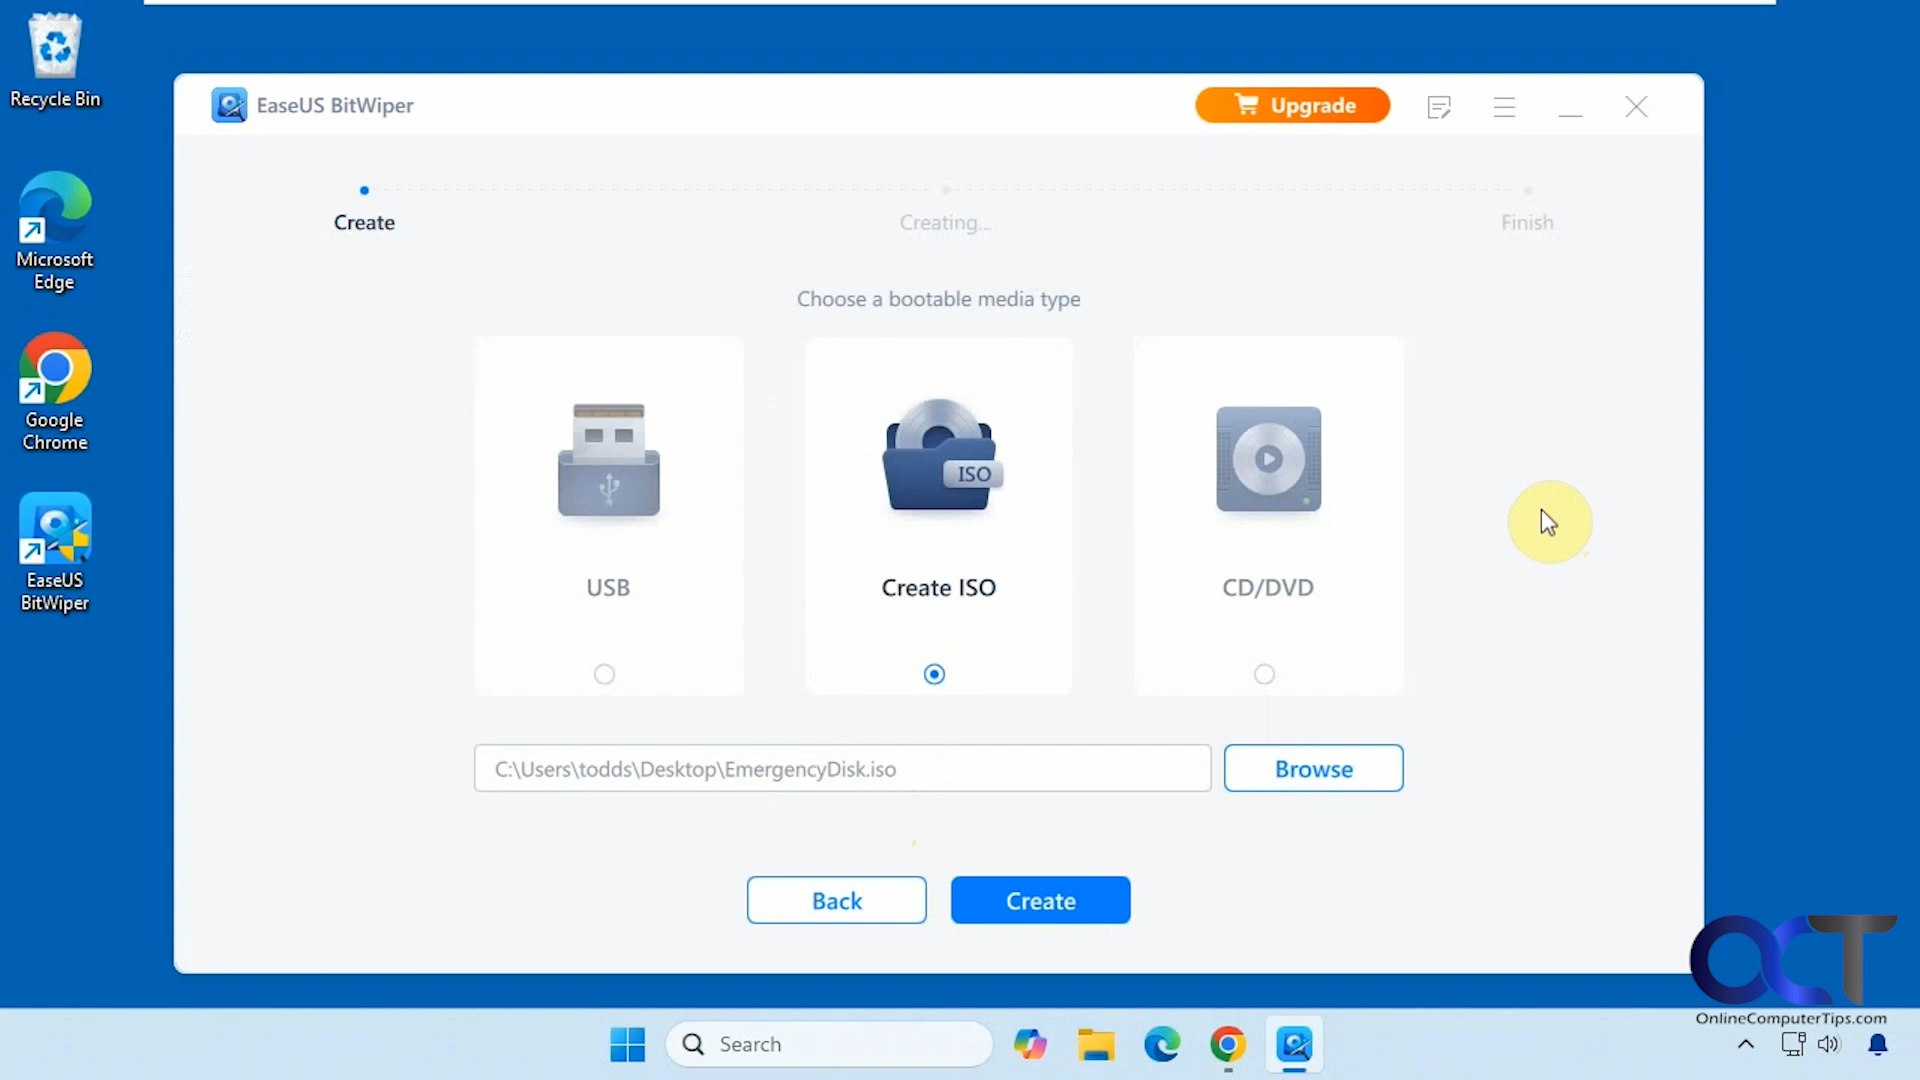 Recycle Bin
Microsoft
Edge
Google
Chrome
EaseUS
BitWiper
EaseUS BitWiper
Upgrade
Create
Creating...
Finish
Choose a bootable media type
ISO
USB
Create ISO
CD/DVD
C:\Users\todds\Desktop\EmergencyDisk.iso
Browse
Back
Create
OCT
OnlineComputerTips.com
Search